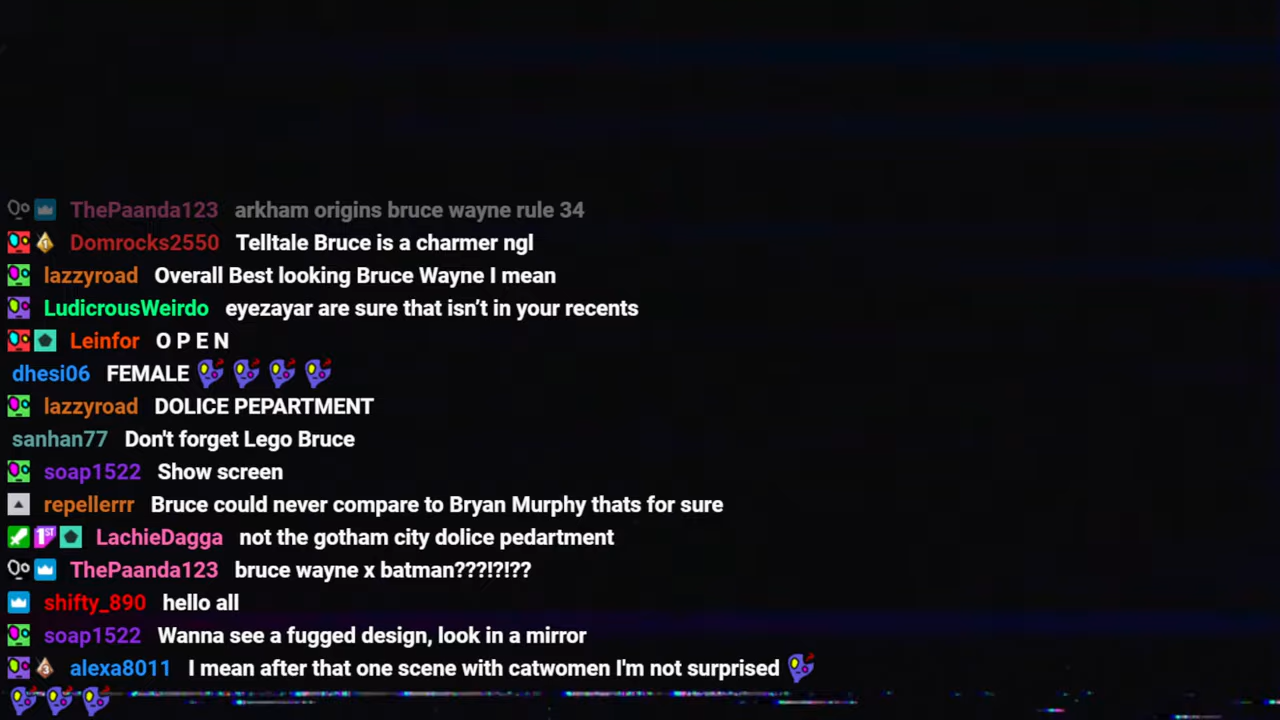 ThePaanda123 arkham origins bruce wayne rule 34
Domrocks2550 Telltale Bruce is a charmer ngl
lazzyroad Overall Best looking Bruce Wayne I mean
LudicrousWeirdo eyezayar are sure that isn’t in your recents
Leinfor O P E N
dhesi06 FEMALE
lazzyroad DOLICE PEPARTMENT
sanhan77 Don't forget Lego Bruce
soap1522 Show screen
repellerrr Bruce could never compare to Bryan Murphy thats for sure
1ST LachieDagga not the gotham city dolice pedartment
ThePaanda123 bruce wayne x batman???!?!??
shifty_890 hello all
soap1522 Wanna see a fugged design, look in a mirror
3 alexa8011 I mean after that one scene with catwomen I'm not surprised